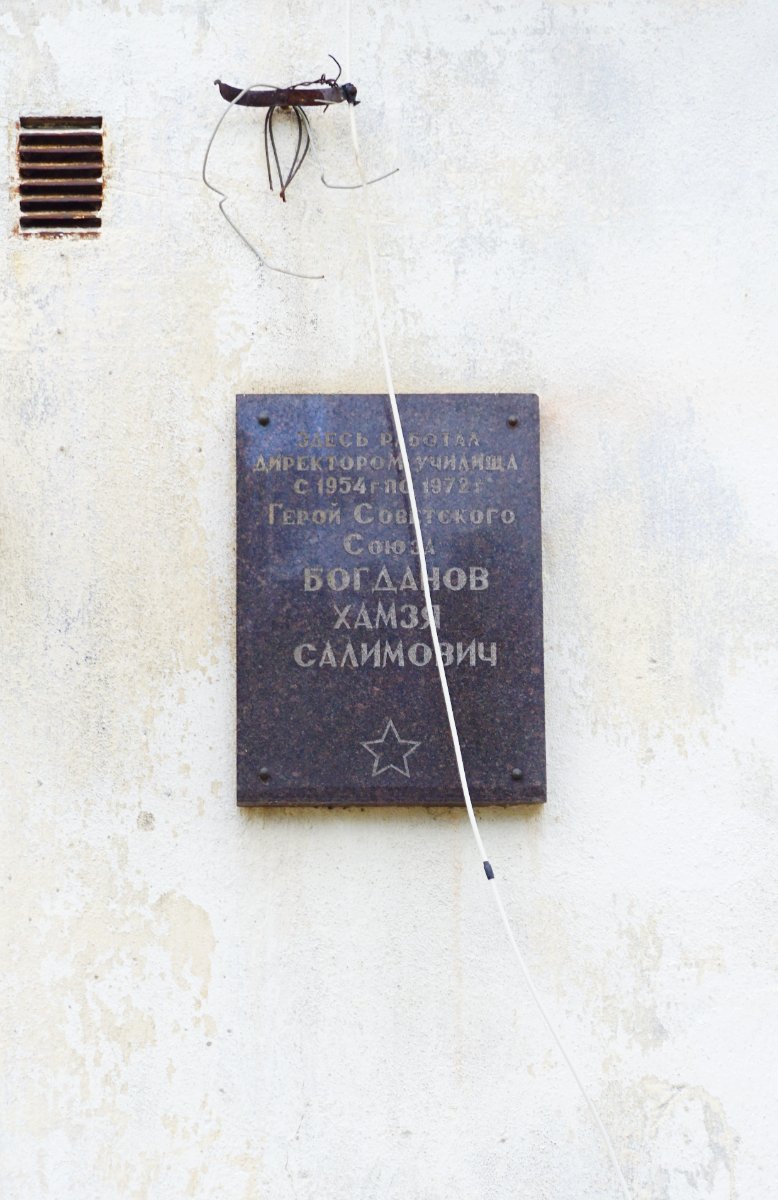 ЗДЕСЬ РАБОТАЛ
ДИРЕКТОРОМ УЧИЛИЩА
С 1954 Г. ПО 1972 Г.
ГЕРОЙ СОВЕТСКОГО
СОЮЗА
БОГДАНОВ
ХАМЗЯ
САЛИМОВИЧ